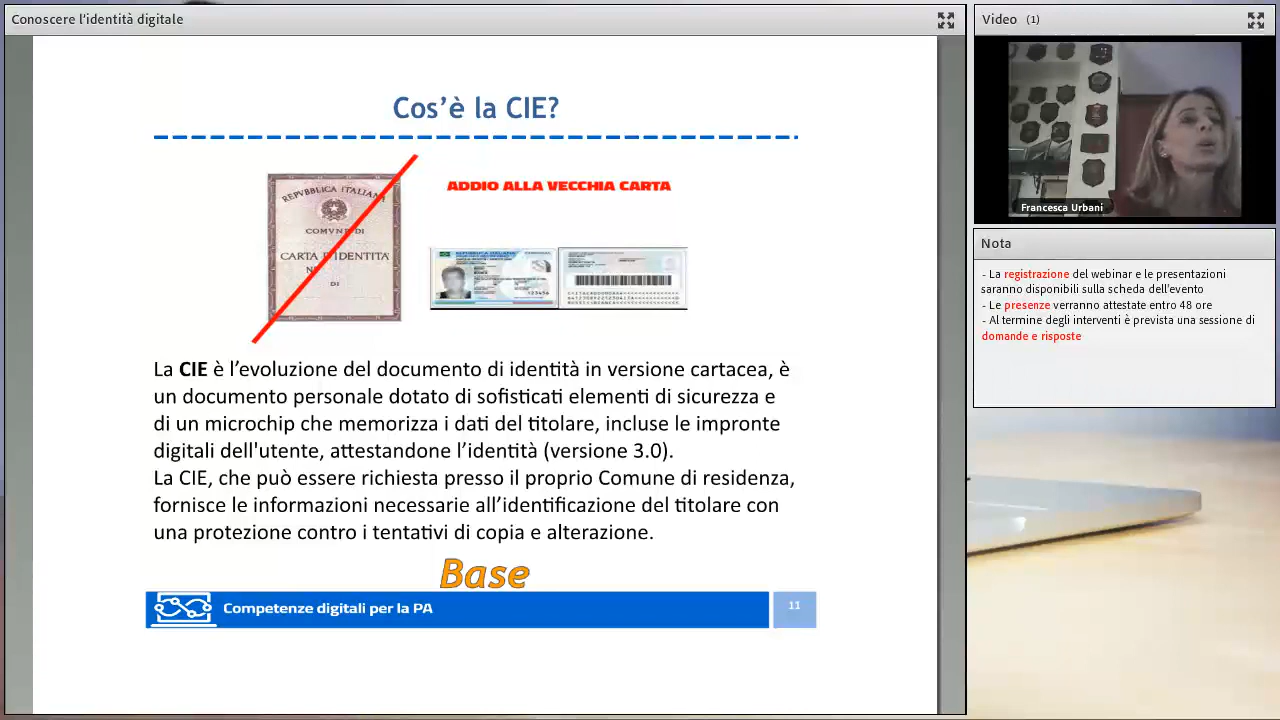 Conoscere l'identità digitale
Cos'è la CIE?
REPVBBLICA ITALIANA
COMVNE DI
CARTA D'IDENTITA
DI
ADDIO ALLA VECCHIA CARTA
REPUBBLICA ITALIANA
La CIE è l'evoluzione del documento di identità in versione cartacea, è
un documento personale dotato di sofisticati elementi di sicurezza e
di un microchip che memorizza i dati del titolare, incluse le impronte
digitali dell'utente, attestandone l'identità (versione 3.0).
La CIE, che può essere richiesta presso il proprio Comune di residenza,
fornisce le informazioni necessarie all'identificazione del titolare con
una protezione contro i tentativi di copia e alterazione.
Base
Competenze digitali per la PA
11
Video (1)
Francesca Urbani
Nota
- La registrazione del webinar e le presentazioni
saranno disponibili sulla scheda dell'evento
- Le presenze verranno attestate entro 48 ore
- Al termine degli interventi è prevista una sessione di
domande e risposte